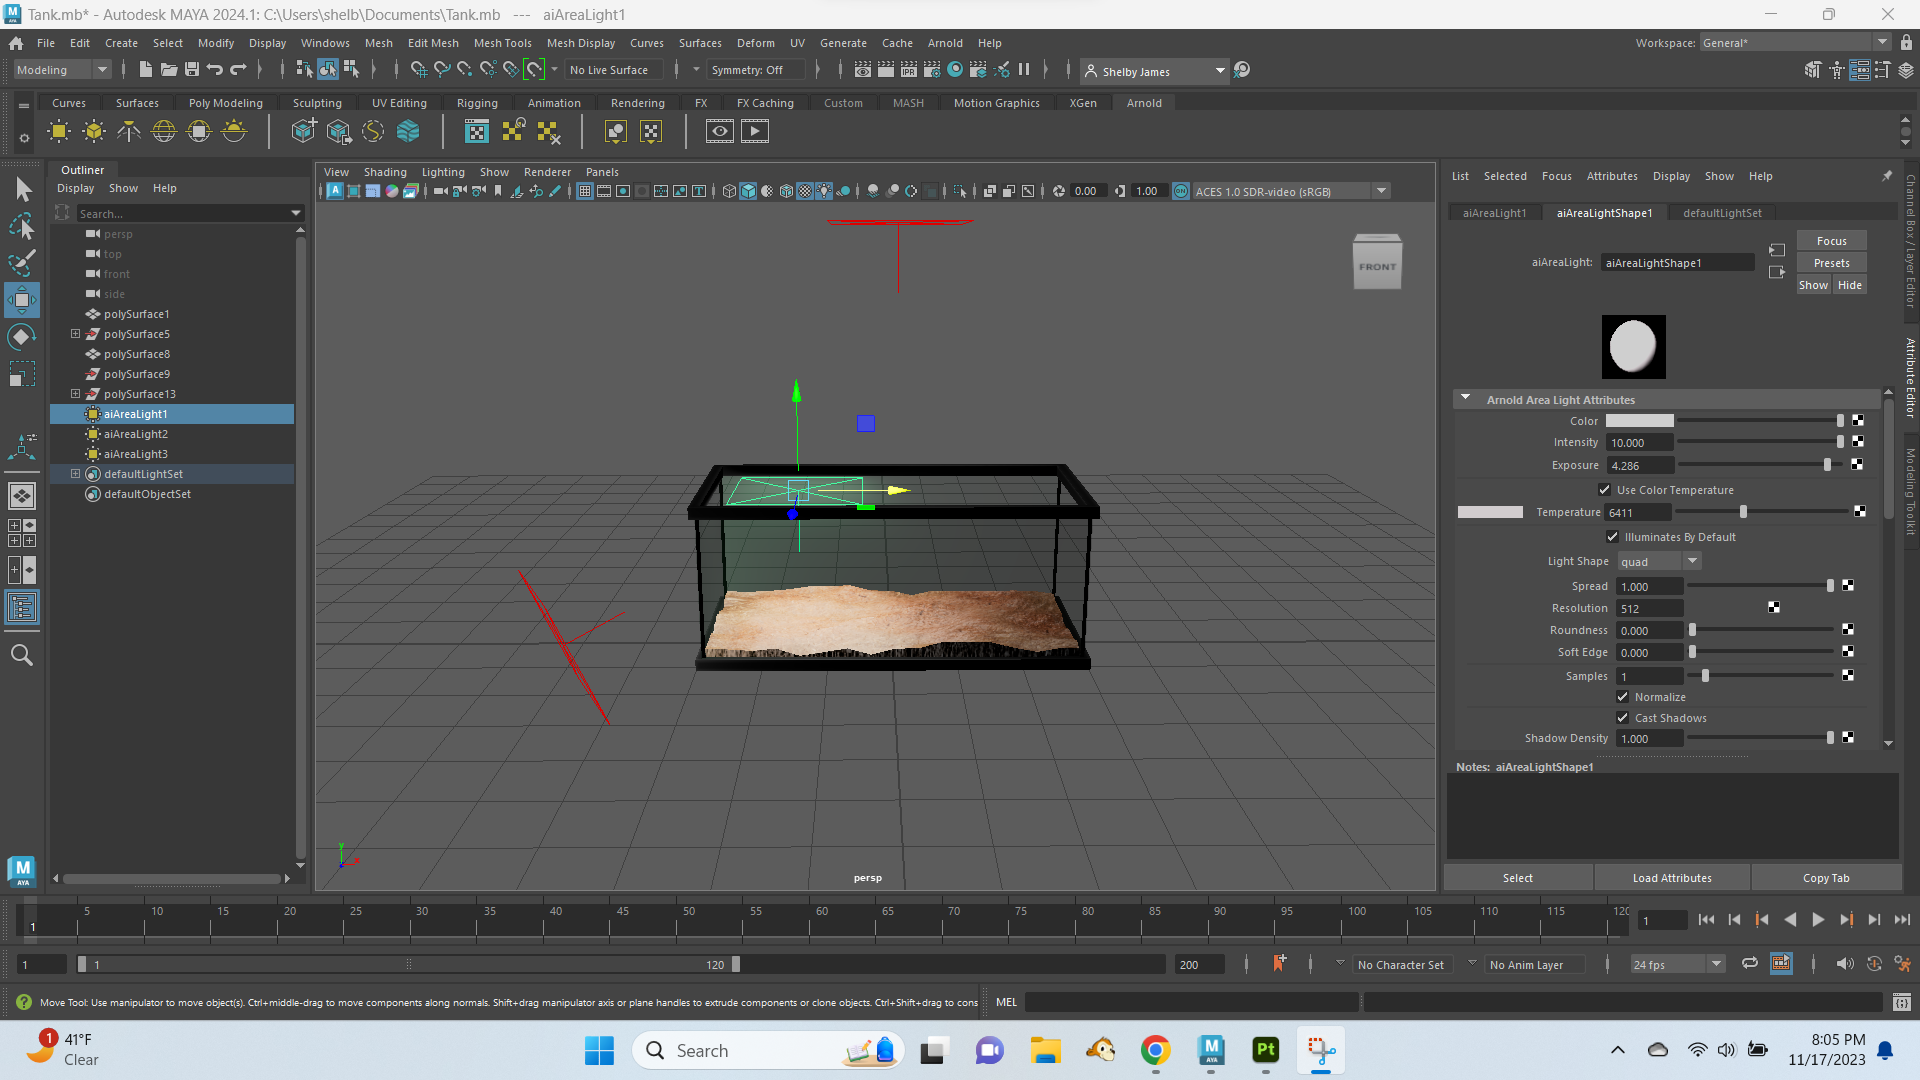 Tank.mb* - Autodesk MAYA 2024.1: C:\Users\shelb\Documents\Tank.mb   ---   aiAreaLight1
File Edit Create Select Modify Display Windows Mesh Edit Mesh Mesh Tools Mesh Display Curves Surfaces Deform UV Generate Cache Arnold Help Workspace: General*
Modeling No Live Surface Symmetry: Off IPR Shelby James
Curves Surfaces Poly Modeling Sculpting UV Editing Rigging Animation Rendering FX FX Caching Custom MASH Motion Graphics XGen Arnold
Outliner
Display Show Help
Search...
persp
top
front
side
polySurface1
polySurface5
polySurface8
polySurface9
polySurface13
aiAreaLight1
aiAreaLight2
aiAreaLight3
defaultLightSet
defaultObjectSet
View Shading Lighting Show Renderer Panels
0.00 1.00 ACES 1.0 SDR-video (sRGB)
FRONT
y
x
persp
List Selected Focus Attributes Display Show Help
aiAreaLight1 aiAreaLightShape1 defaultLightSet
aiAreaLight: aiAreaLightShape1
Focus
Presets
Show Hide
Arnold Area Light Attributes
Color
Intensity 10.000
Exposure 4.286
Use Color Temperature
Temperature 6411
Illuminates By Default
Light Shape quad
Spread 1.000
Resolution 512
Roundness 0.000
Soft Edge 0.000
Samples 1
Normalize
Cast Shadows
Shadow Density 1.000
Notes: aiAreaLightShape1
Select Load Attributes Copy Tab
Channel Box / Layer Editor
Attribute Editor
Modeling Toolkit
5 10 15 20 25 30 35 40 45 50 55 60 65 70 75 80 85 90 95 100 105 110 115 120
1 1
1 1 120 200 No Character Set No Anim Layer 24 fps
Move Tool: Use manipulator to move object(s). Ctrl+middle-drag to move components along normals. Shift+drag manipulator axis or plane handles to extrude components or clone objects. Ctrl+Shift+drag to cons MEL
M
AYA
1 41°F
Clear
Search
M
AYA
Pt
8:05 PM
11/17/2023